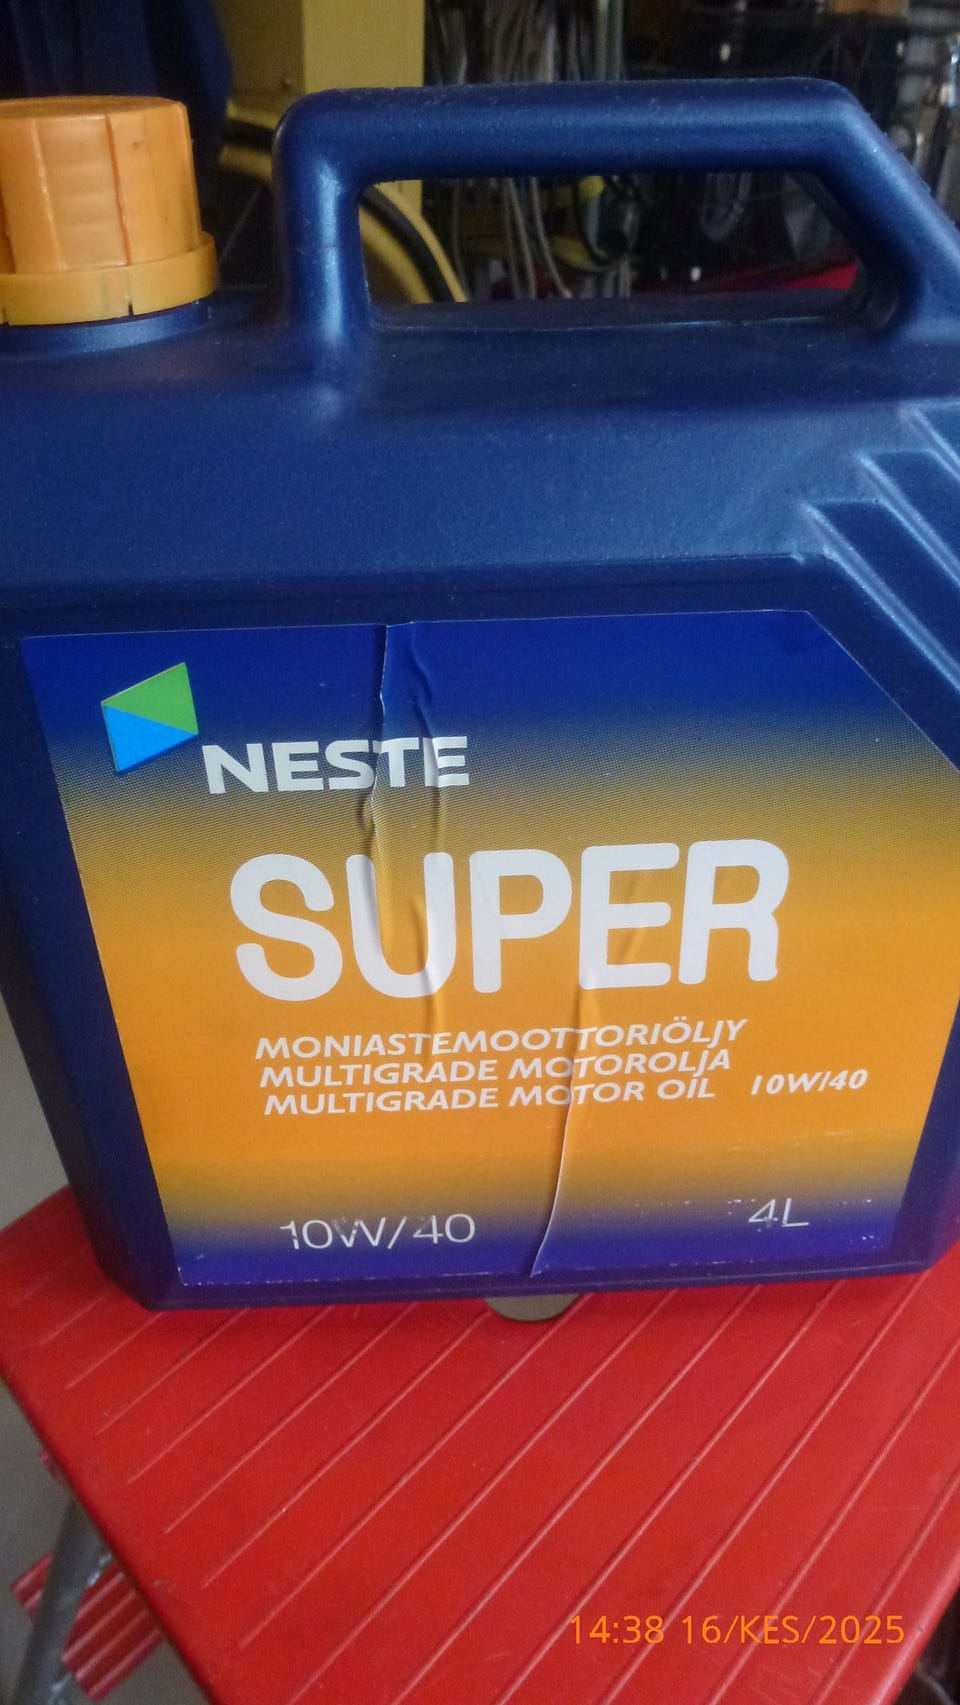 NESTE
SUPER
MONIASTEMOOTTORIÖLJY
MULTIGRADE MOTOROLJA
MULTIGRADE MOTOR OIL 10W/40
10W/40 4L
14:38 16/KES/2025